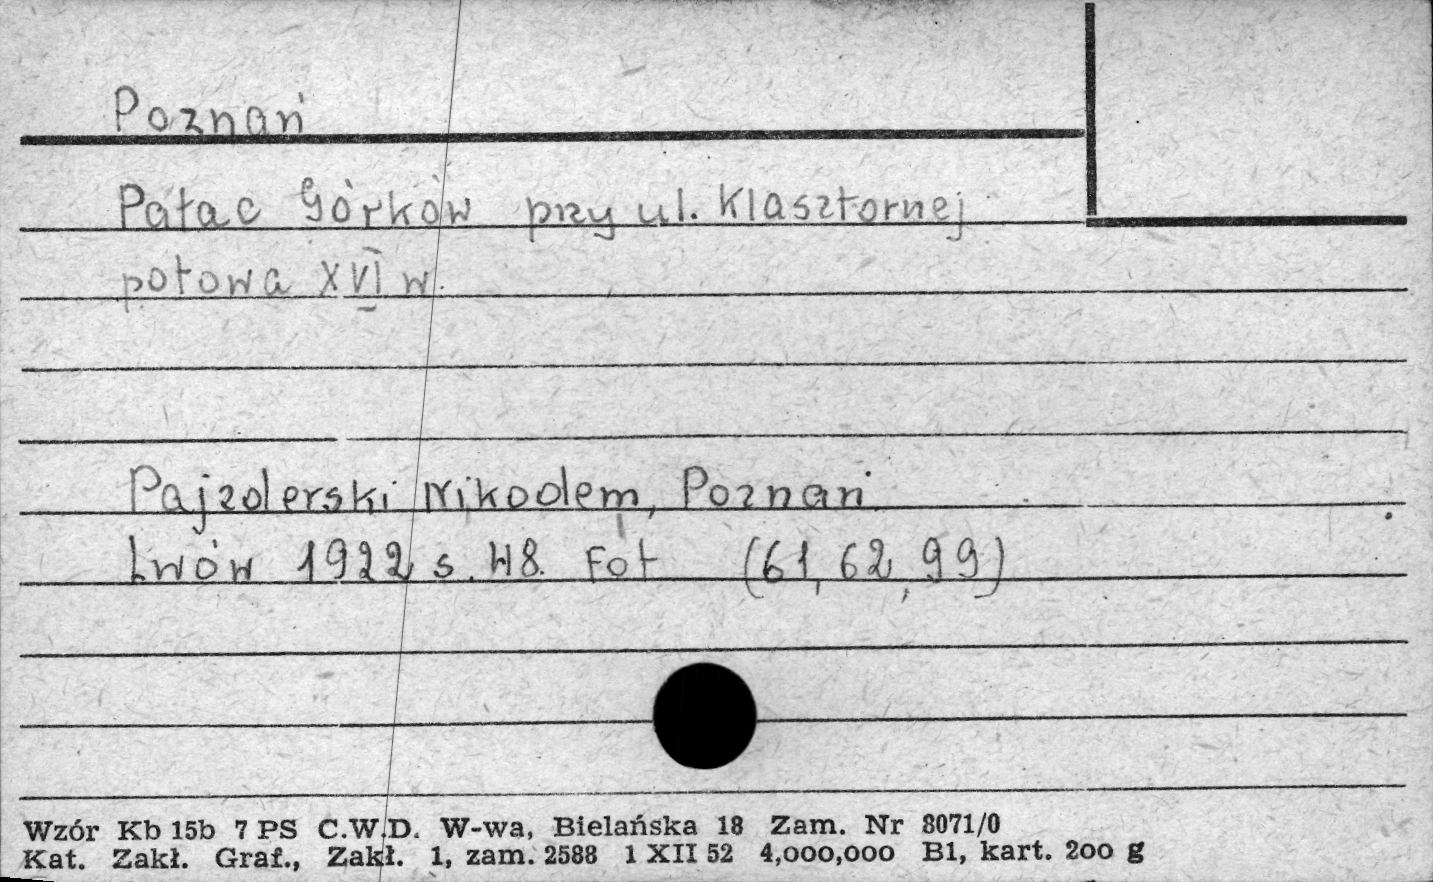 Poznań
Pałac Górków przy ul. Klasztornej
połowa XVI w.
Pajzderski Nikodem, Poznań.
Lwów 1922 s. 48. Fot (61, 62, 99)
Wzór Kb 15b 7 PS C.W.D. W-wa, Bielańska 18 Zam. Nr 8071/0
Kat. Zakł. Graf., Zakł. 1, zam. 2588 1 XII 52 4,000,000 B1, kart. 200 g